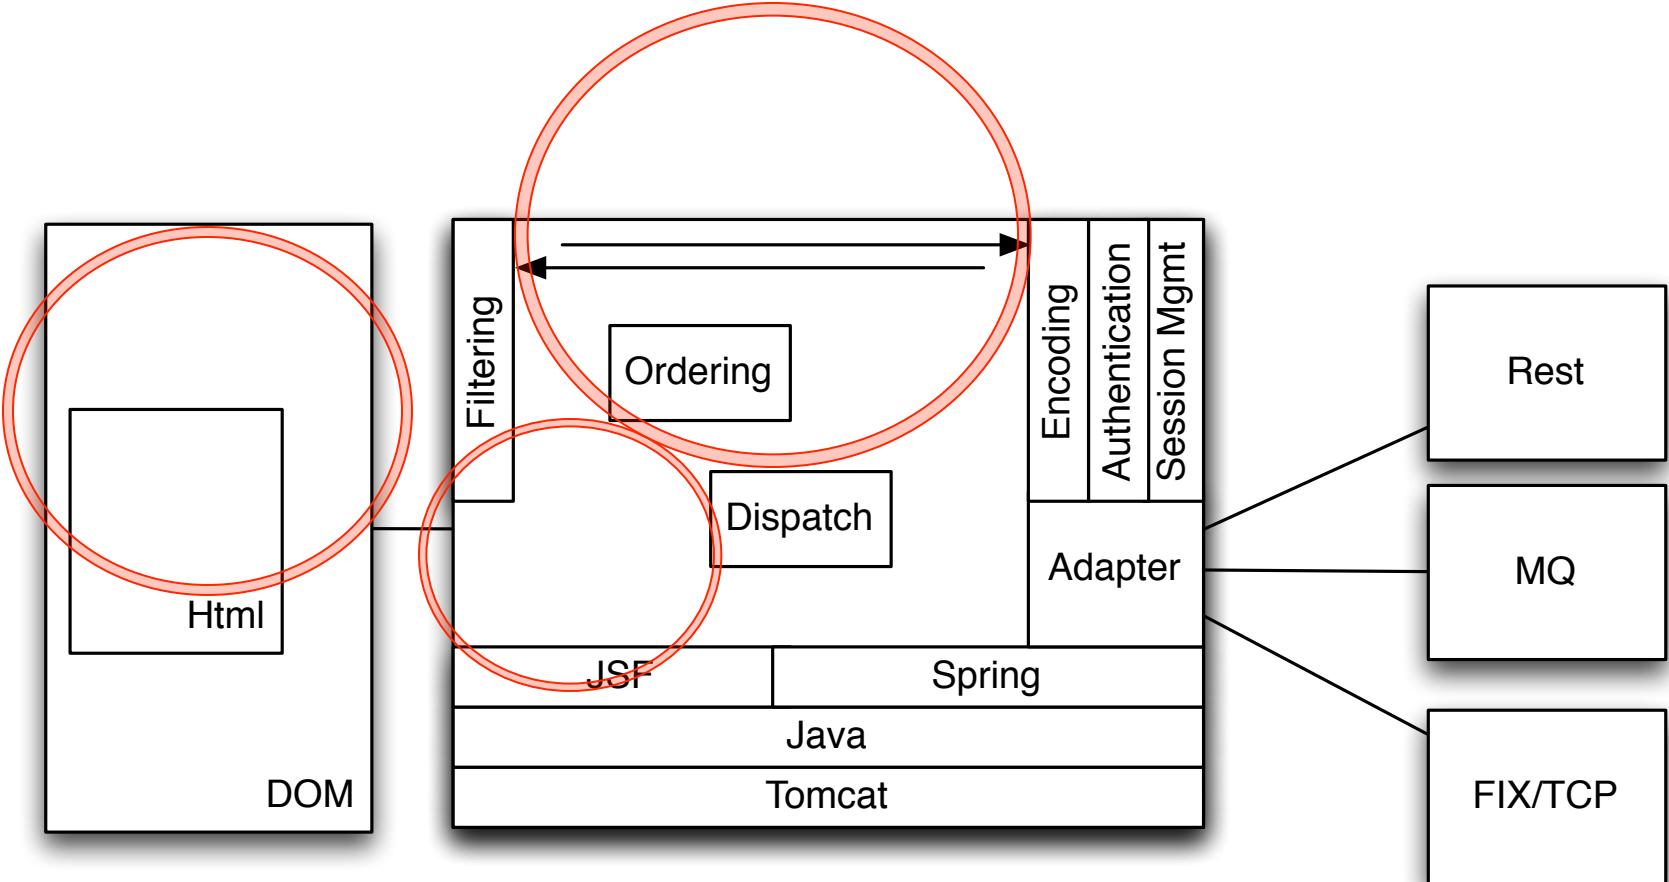 Html
DOM
Filtering
Ordering
Dispatch
Encoding
Authentication
Session Mgmt
Adapter
JSF
Spring
Java
Tomcat
Rest
MQ
FIX/TCP